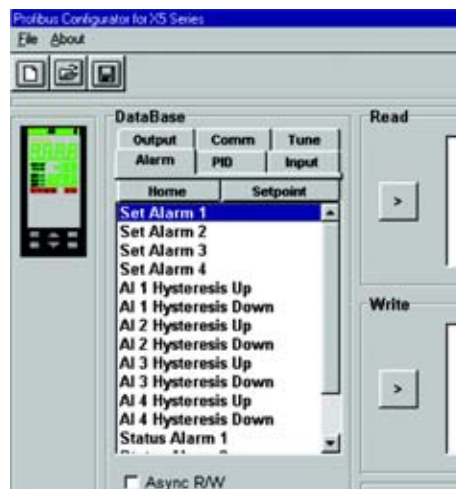 Profibus Configurator for X5 Series
File About
DataBase
Output Comm Tune
Alarm PID Input
Home Setpoint
Set Alarm 1
Set Alarm 2
Set Alarm 3
Set Alarm 4
Al 1 Hysteresis Up
Al 1 Hysteresis Down
Al 2 Hysteresis Up
Al 2 Hysteresis Down
Al 3 Hysteresis Up
Al 3 Hysteresis Down
Al 4 Hysteresis Up
Al 4 Hysteresis Down
Status Alarm 1
Async R/W
Read
>
Write
>